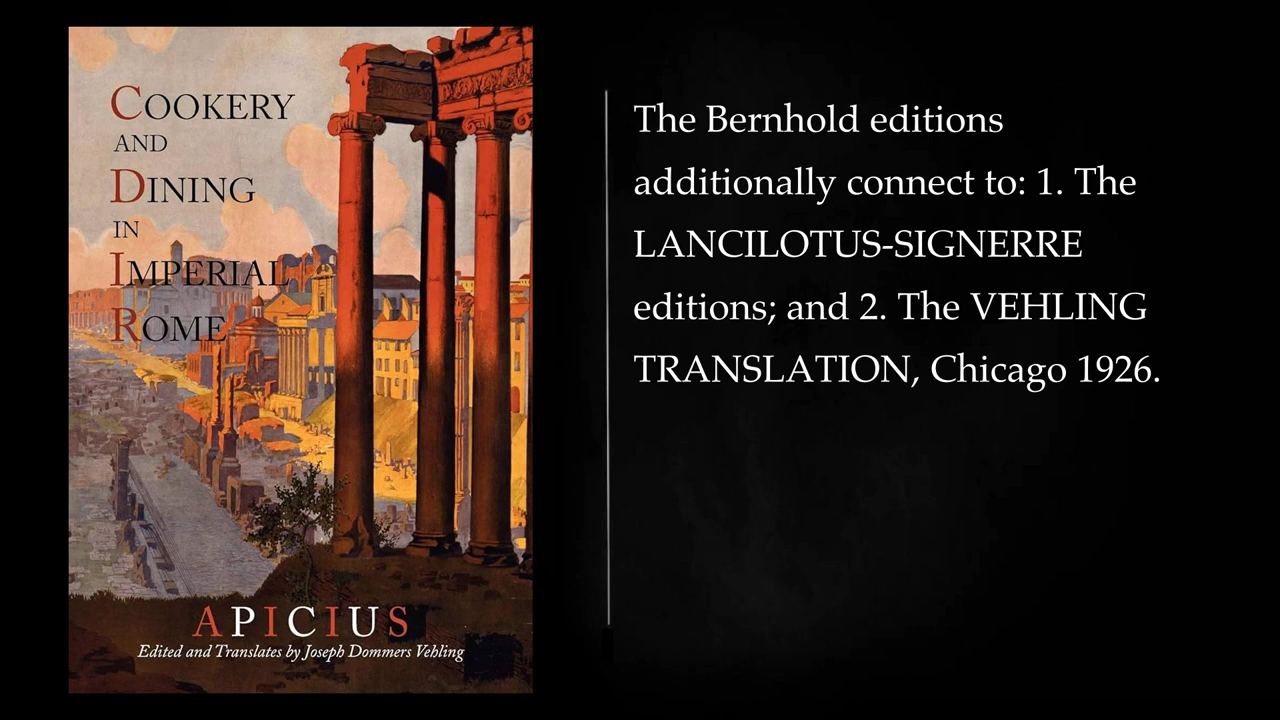 COOKERY
AND
DINING
IN
IMPERIAL
ROME
APICIUS
Edited and Translates by Joseph Dommers Vehling
The Bernhold editions
additionally connect to: 1. The
LANCILOTUS-SIGNERRE
editions; and 2. The VEHLING
TRANSLATION, Chicago 1926.